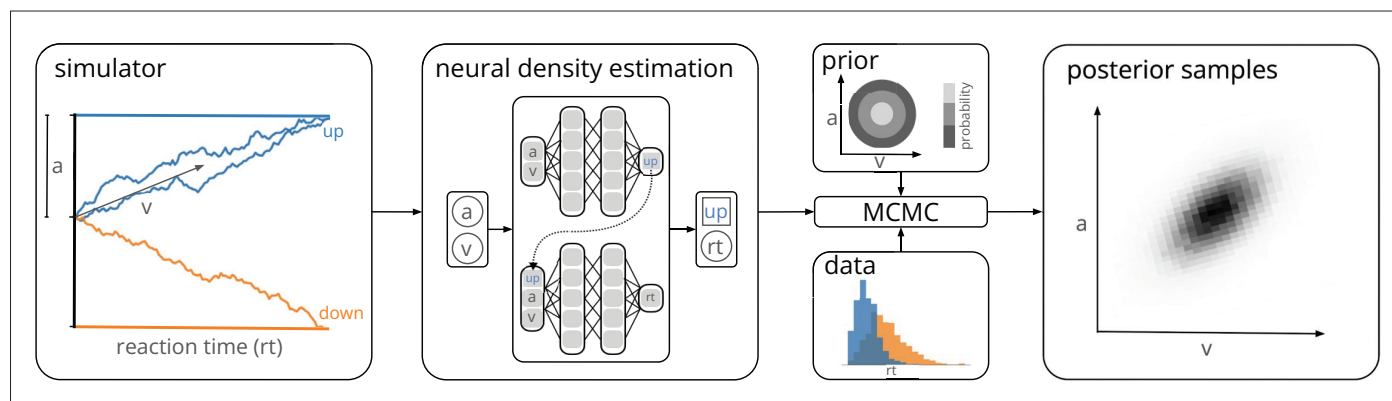 simulator
a
up
v
down
reaction time (rt)
neural density estimation
a
v
a
v
up
up
a
v
rt
up
rt
prior
a
v
probability
MCMC
data
rt
posterior samples
a
v